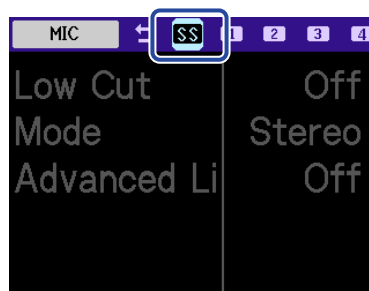 MIC SS 1 2 3 4
Low Cut Off
Mode Stereo
Advanced Li Off